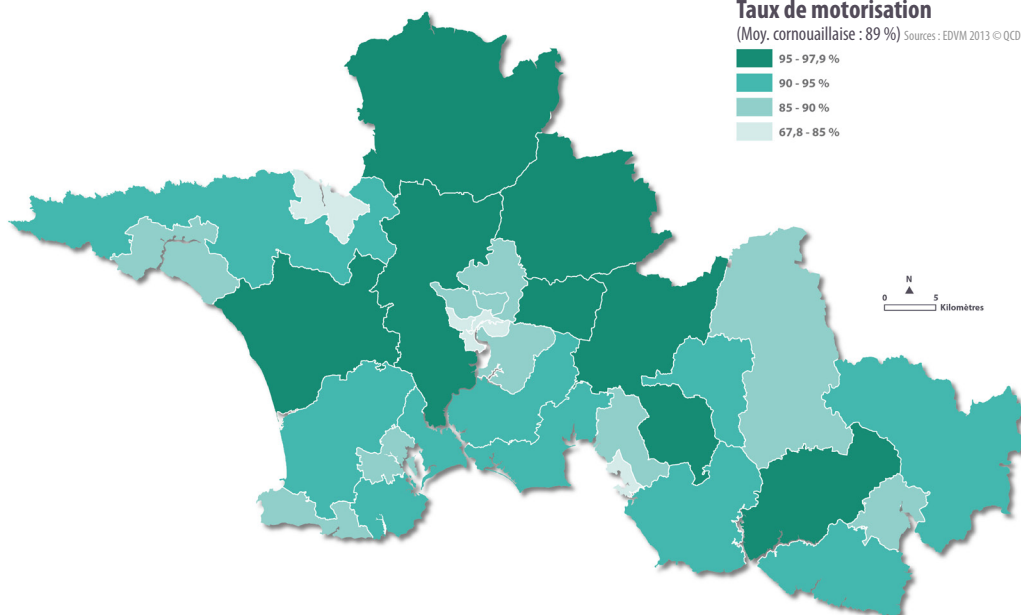 Taux de motorisation
(Moy. cornouaillaise : 89 %) Sources : EDVM 2013 © QCD
95 - 97,9 %
90 - 95 %
85 - 90 %
67,8 - 85 %
N
0 5
Kilomètres